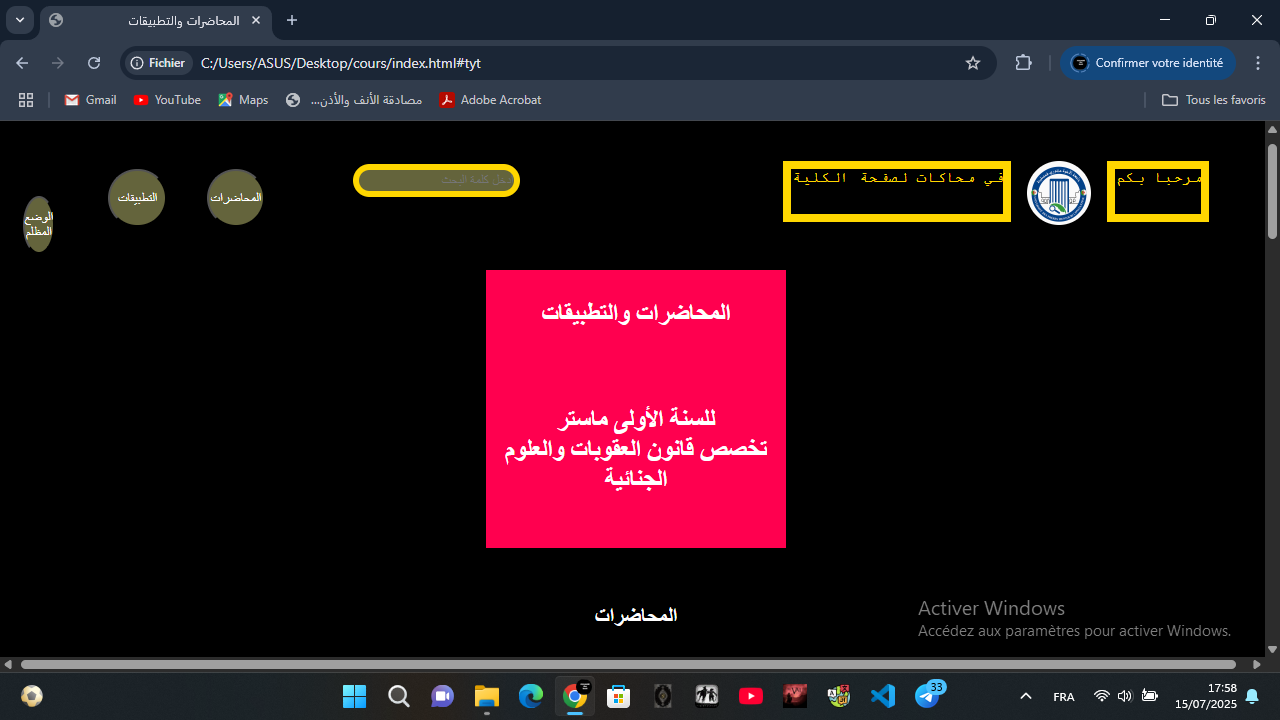 المحاضرات والتطبيقات
Fichier
C:/Users/ASUS/Desktop/cours/index.html#tyt
Confirmer votre identité
Gmail
YouTube
Maps
مصادقة الأنف والأذن...
Adobe Acrobat
Tous les favoris
مرحبا بكم
في محاكات لصفحة الكلية
أدخل كلمة البحث
المحاضرات
التطبيقات
الوضع
المظلم
المحاضرات والتطبيقات
للسنة الأولى ماستر
تخصص قانون العقوبات والعلوم
الجنائية
المحاضرات
Activer Windows
Accédez aux paramètres pour activer Windows.
33
FRA
17:58
15/07/2025